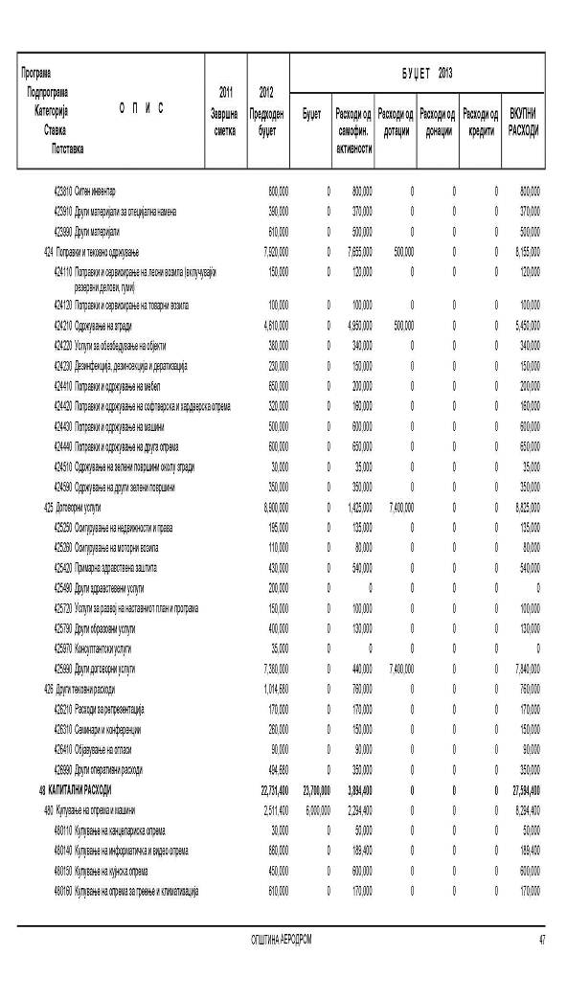 Програма
БУЏЕТ 2013
Подпрограма 2011 2012
Категорија О П И С Завршна Предходен Буџет Расходи од Расходи од Расходи од Расходи од ВКУПНИ
Ставка сметка буџет самофин. дотации донации кредити РАСХОДИ
Потставка активности
423810 Ситен инвентар 800,000 0 800,000 0 0 0 800,000
423910 Други материјали за специјална намена 390,000 0 370,000 0 0 0 370,000
423990 Други материјали 610,000 0 500,000 0 0 0 500,000
424 Поправки и тековно одржување 7,920,000 0 7,655,000 500,000 0 0 8,155,000
424110 Поправки и сервисирање на лесни возила (вклучувајќи 150,000 0 120,000 0 0 0 120,000
резервни делови, гуми)
424120 Поправки и сервисирање на товарни возила 100,000 0 100,000 0 0 0 100,000
424210 Одржување на згради 4,610,000 0 4,950,000 500,000 0 0 5,450,000
424220 Услуги за обезбедување на објекти 380,000 0 340,000 0 0 0 340,000
424230 Дезинфекција, дезинсекција и дератизација 230,000 0 150,000 0 0 0 150,000
424410 Поправки и одржување на мебел 650,000 0 200,000 0 0 0 200,000
424420 Поправки и одржување на софтверска и хардверска опрема 320,000 0 160,000 0 0 0 160,000
424430 Поправки и одржување на машини 500,000 0 600,000 0 0 0 600,000
424440 Поправки и одржување на друга опрема 600,000 0 650,000 0 0 0 650,000
424510 Одржување на зелени површини околу згради 30,000 0 35,000 0 0 0 35,000
424590 Одржување на други зелени површини 350,000 0 350,000 0 0 0 350,000
425 Договорни услуги 8,900,000 0 1,425,000 7,400,000 0 0 8,825,000
425250 Осигурување на недвижности и права 195,000 0 135,000 0 0 0 135,000
425260 Осигурување на моторни возила 110,000 0 80,000 0 0 0 80,000
425420 Примарна здравствена заштита 430,000 0 540,000 0 0 0 540,000
425490 Други здравствевни услуги 200,000 0 0 0 0 0 0
425720 Услуги за развој на наставниот план и програма 150,000 0 100,000 0 0 0 100,000
425790 Други образовни услуги 400,000 0 130,000 0 0 0 130,000
425970 Консултантски услуги 35,000 0 0 0 0 0 0
425990 Други договорни услуги 7,380,000 0 440,000 7,400,000 0 0 7,840,000
426 Други тековни расходи 1,014,680 0 760,000 0 0 0 760,000
426210 Расходи за репрезентација 170,000 0 170,000 0 0 0 170,000
426310 Семинари и конференции 260,000 0 150,000 0 0 0 150,000
426410 Објавување на огласи 90,000 0 90,000 0 0 0 90,000
426990 Други оперативни расходи 494,680 0 350,000 0 0 0 350,000
48 КАПИТАЛНИ РАСХОДИ 22,731,400 23,700,000 3,894,400 0 0 0 27,594,400
480 Купување на опрема и машини 2,511,400 6,000,000 2,294,400 0 0 0 8,294,400
480110 Купување на канцелариска опрема 30,000 0 50,000 0 0 0 50,000
480140 Купување на информатичка и видео опрема 860,000 0 189,400 0 0 0 189,400
480150 Купување на кујнска опрема 450,000 0 600,000 0 0 0 600,000
480160 Купување на опрема за греење и климатизација 610,000 0 170,000 0 0 0 170,000
ОПШТИНА АЕРОДРОМ 47